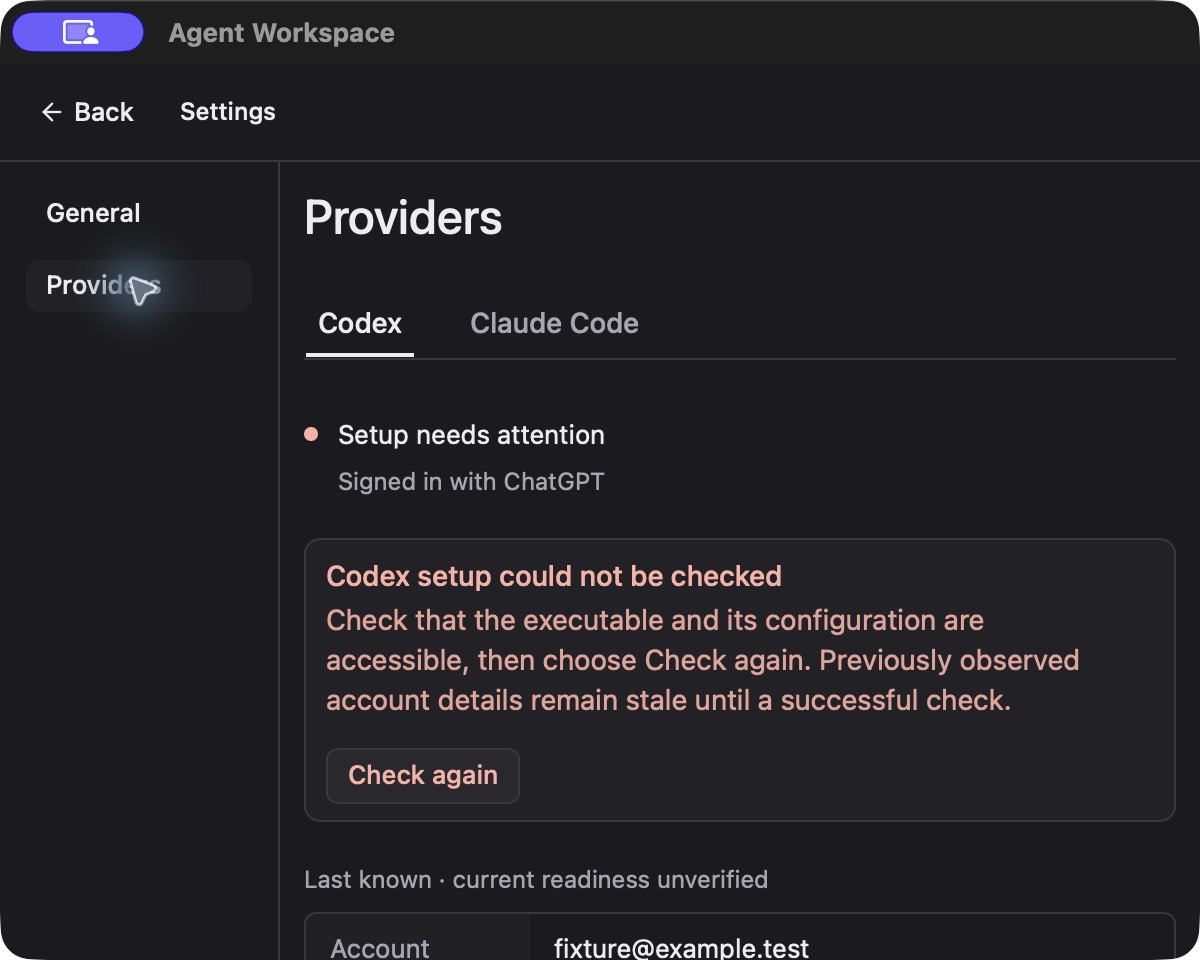 Agent Workspace
← Back Settings
General
Providers
Providers
Codex Claude Code
Setup needs attention
Signed in with ChatGPT
Codex setup could not be checked
Check that the executable and its configuration are
accessible, then choose Check again. Previously observed
account details remain stale until a successful check.
Check again
Last known · current readiness unverified
Account fixture@example.test